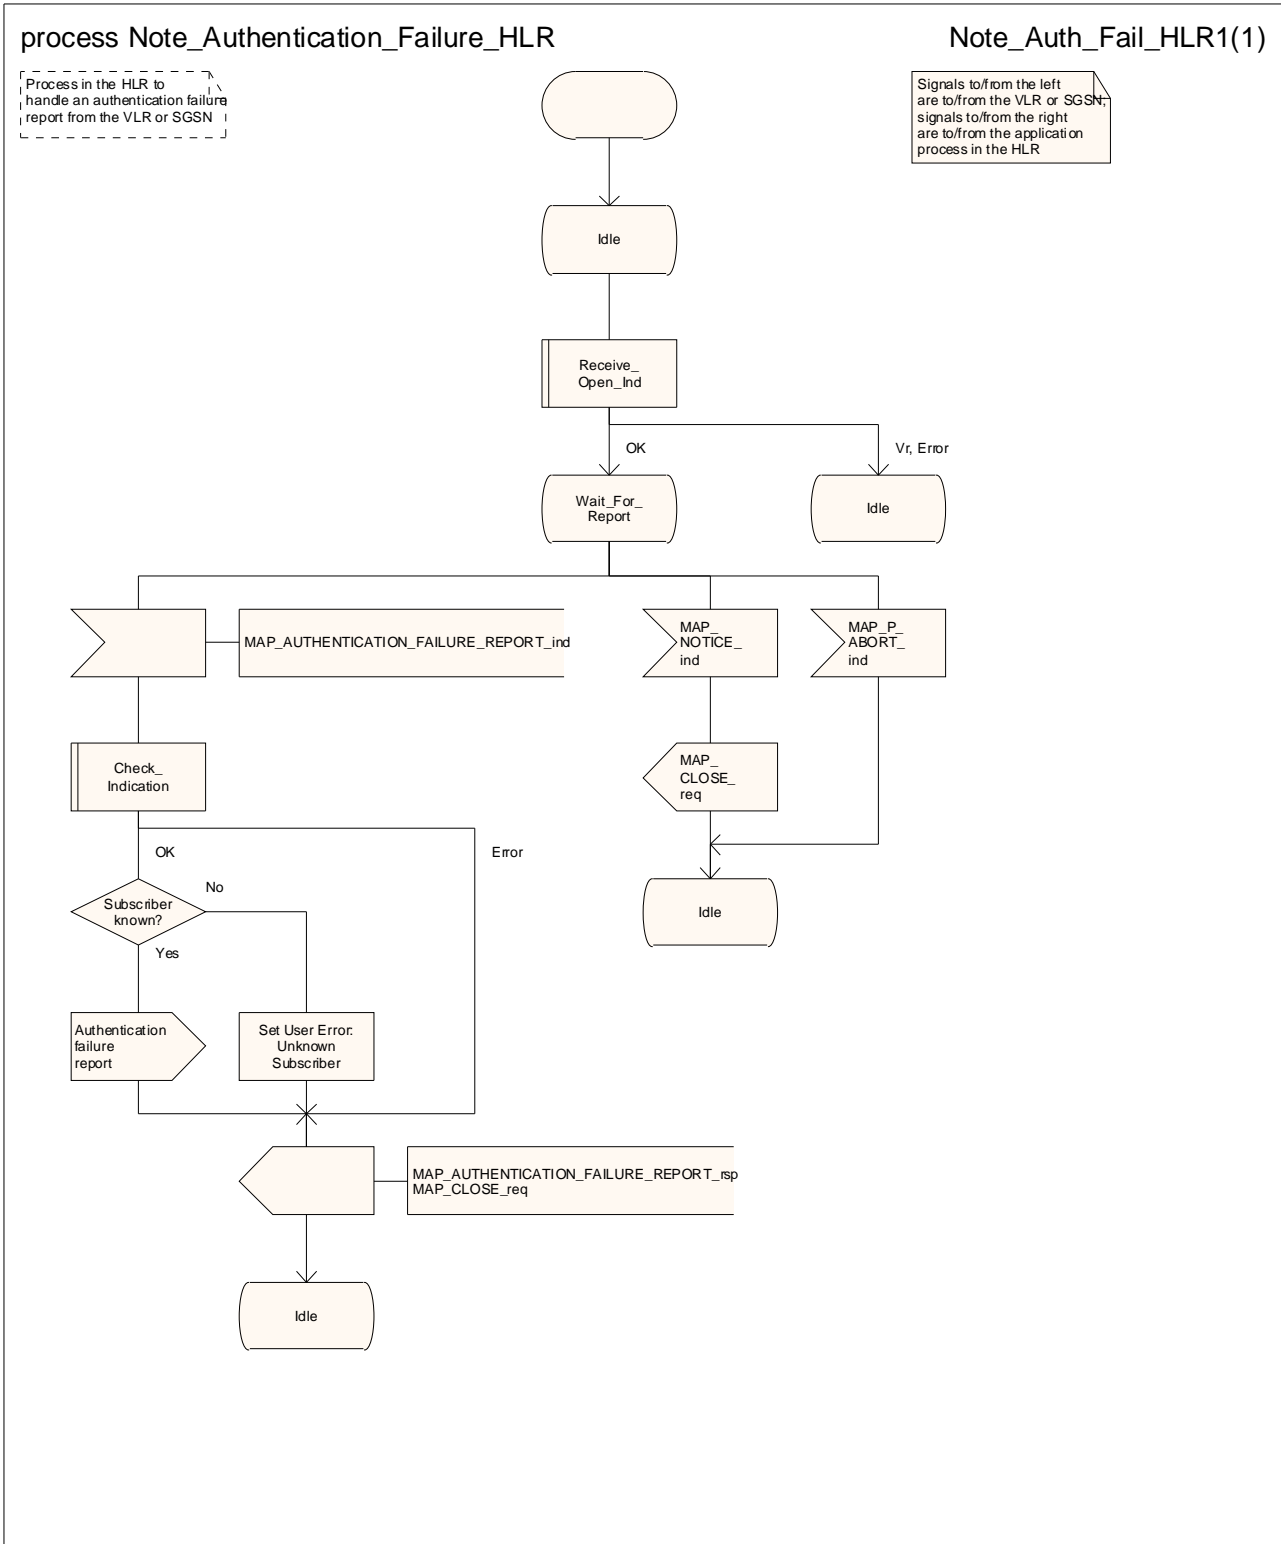 process Note_Authentication_Failure_HLR
Note_Auth_Fail_HLR1(1)
Process in the HLR to
handle an authentication failure
report from the VLR or SGSN
Signals to/from the left
are to/from the VLR or SGSN;
signals to/from the right
are to/from the application
process in the HLR
Idle
Receive_
Open_Ind
OK
Vr, Error
Wait_For_
Report
Idle
MAP_AUTHENTICATION_FAILURE_REPORT_ind
MAP_
NOTICE_
ind
MAP_P_
ABORT_
ind
Check_
Indication
MAP_
CLOSE_
req
OK
Error
Subscriber
known?
No
Yes
Idle
Authentication
failure
report
Set User Error:
Unknown
Subscriber
MAP_AUTHENTICATION_FAILURE_REPORT_rsp
MAP_CLOSE_req
Idle